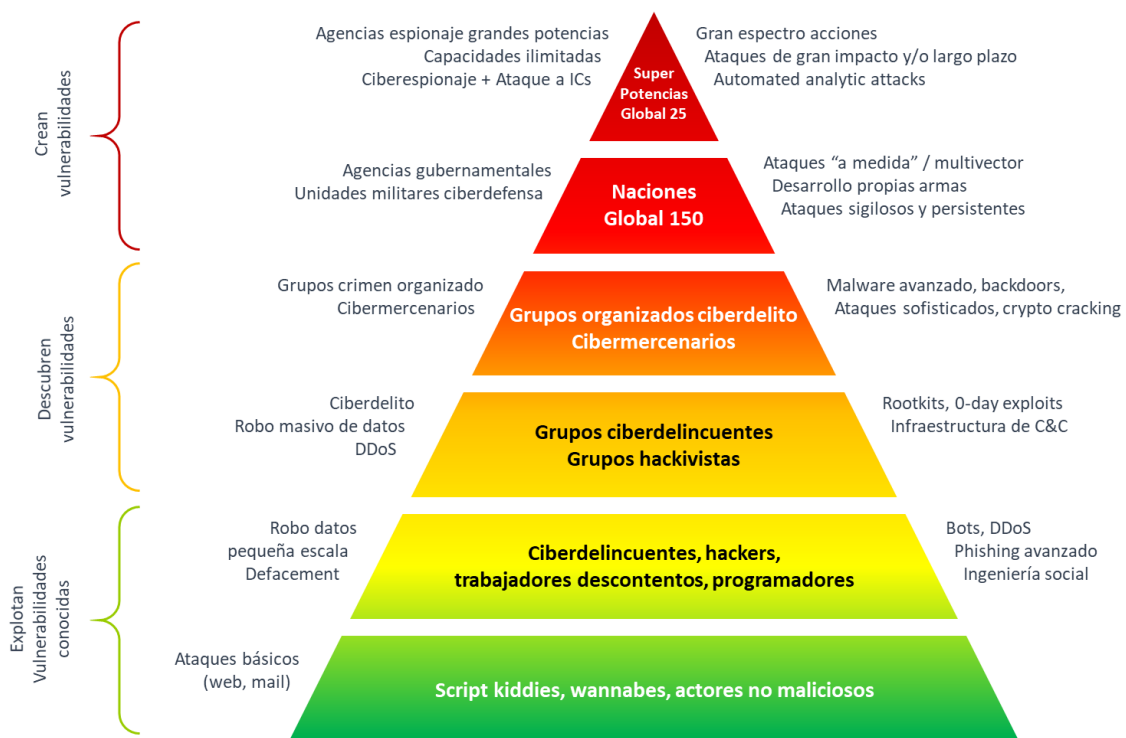 Crean
vulnerabilidades
Agencias espionaje grandes potencias
Capacidades ilimitadas
Ciberespionaje + Ataque a ICs
Super
Potencias
Global 25
Gran espectro acciones
Ataques de gran impacto y/o largo plazo
Automated analytic attacks
Agencias gubernamentales
Unidades militares ciberdefensa
Naciones
Global 150
Ataques “a medida” / multivector
Desarrollo propias armas
Ataques sigilosos y persistentes
Descubren
vulnerabilidades
Grupos crimen organizado
Cibermercenarios
Grupos organizados ciberdelito
Cibermercenarios
Malware avanzado, backdoors,
Ataques sofisticados, crypto cracking
Ciberdelito
Robo masivo de datos
DDoS
Grupos ciberdelincuentes
Grupos hackivistas
Rootkits, 0-day exploits
Infraestructura de C&C
Explotan
Vulnerabilidades
conocidas
Robo datos
pequeña escala
Defacement
Ciberdelincuentes, hackers,
trabajadores descontentos, programadores
Bots, DDoS
Phishing avanzado
Ingeniería social
Ataques básicos
(web, mail)
Script kiddies, wannabes, actores no maliciosos